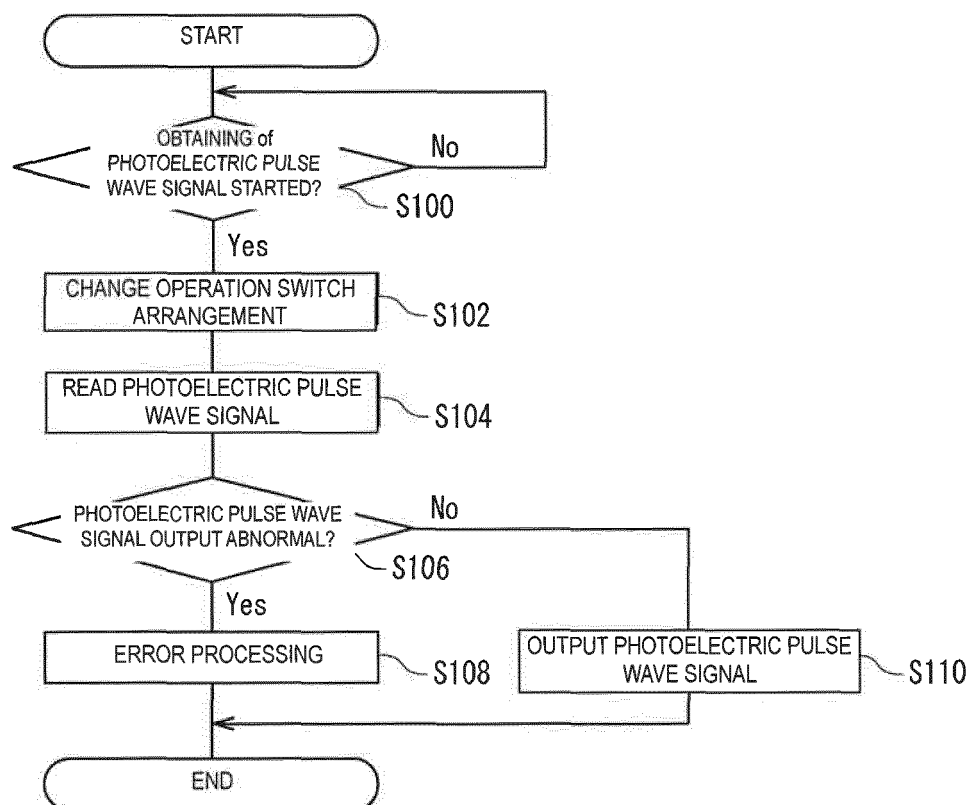 START
OBTAINING of
PHOTOELECTRIC PULSE
WAVE SIGNAL STARTED?
No
S100
Yes
CHANGE OPERATION SWITCH
ARRANGEMENT
S102
READ PHOTOELECTRIC PULSE
WAVE SIGNAL
S104
PHOTOELECTRIC PULSE WAVE
SIGNAL OUTPUT ABNORMAL?
No
S106
Yes
ERROR PROCESSING
S108
OUTPUT PHOTOELECTRIC PULSE
WAVE SIGNAL
S110
END